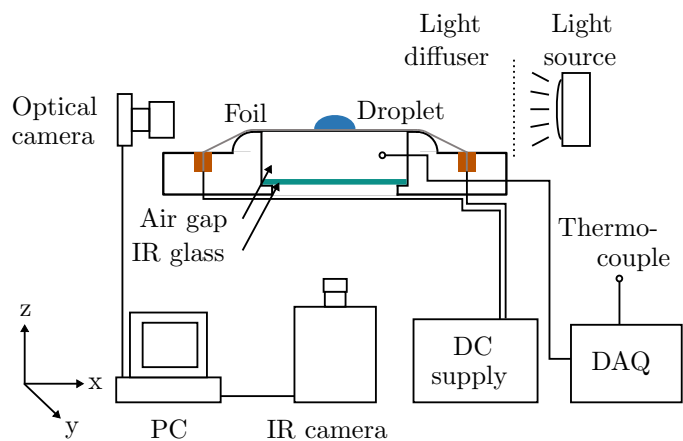 Light
diffuser
Light
source
Optical
camera
Foil
Droplet
Air gap
IR glass
Thermo-
couple
z
x
y
DC
supply
DAQ
PC
IR camera